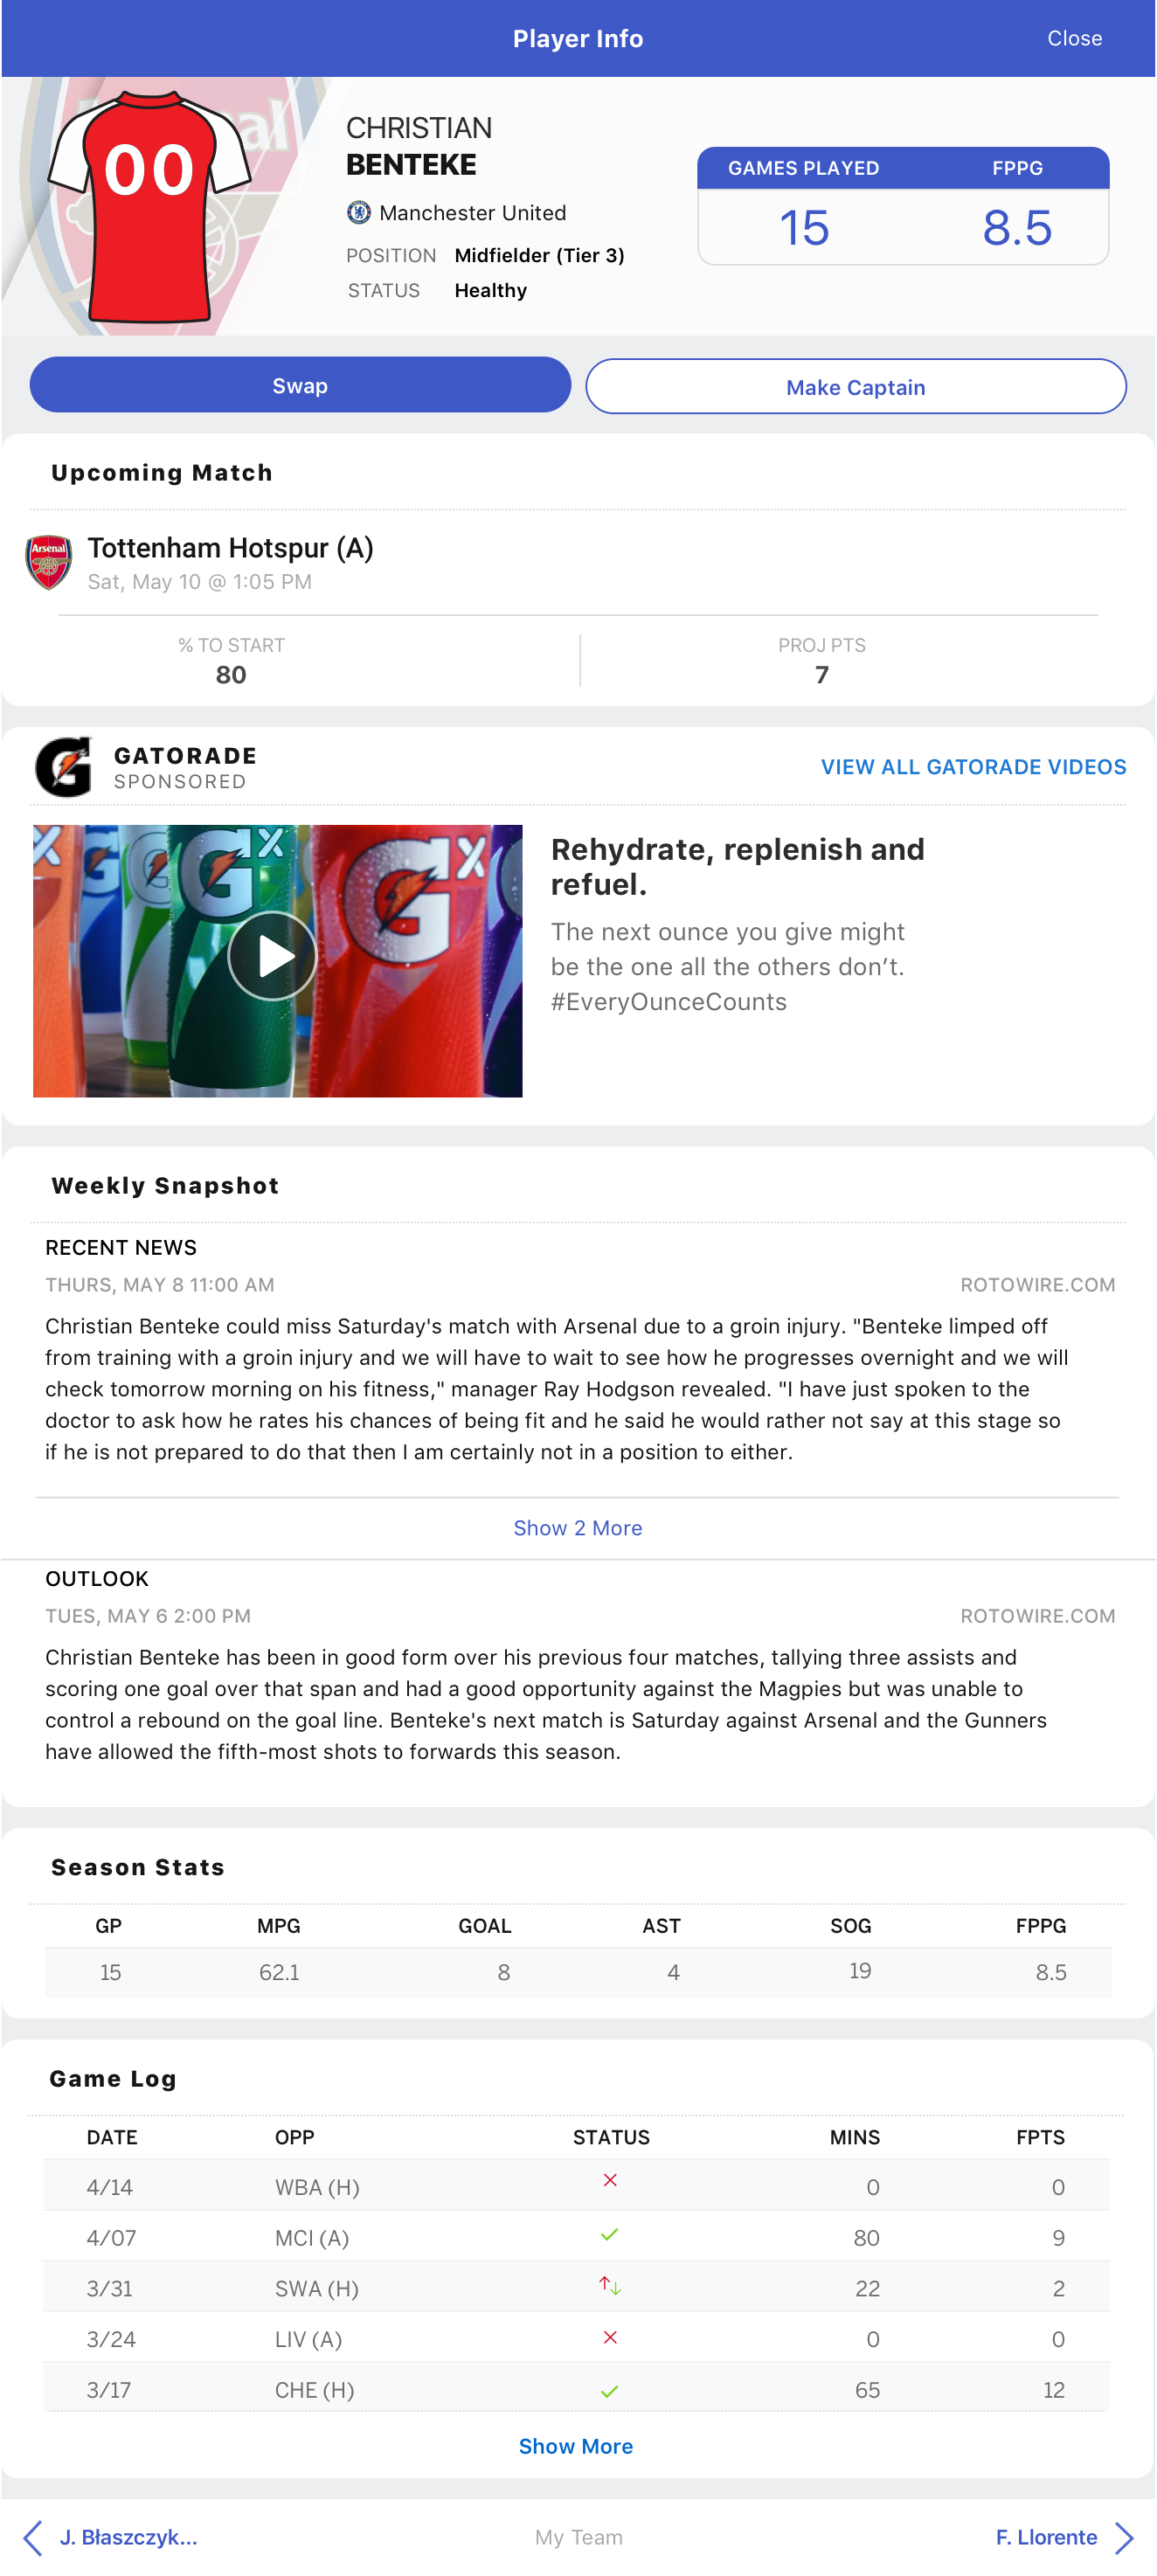 Player Info
Close
00
CHRISTIAN
BENTEKE
Manchester United
POSITION Midfielder (Tier 3)
STATUS Healthy
GAMES PLAYED FPPG
15 8.5
Swap
Make Captain
Upcoming Match
Arsenal
Tottenham Hotspur (A)
Sat, May 10 @ 1:05 PM
% TO START PROJ PTS
80 7
GATORADE
SPONSORED
VIEW ALL GATORADE VIDEOS
Rehydrate, replenish and
refuel.
The next ounce you give might
be the one all the others don’t.
#EveryOunceCounts
Weekly Snapshot
RECENT NEWS
THURS, MAY 8 11:00 AM ROTOWIRE.COM
Christian Benteke could miss Saturday's match with Arsenal due to a groin injury. "Benteke limped off
from training with a groin injury and we will have to wait to see how he progresses overnight and we will
check tomorrow morning on his fitness," manager Ray Hodgson revealed. "I have just spoken to the
doctor to ask how he rates his chances of being fit and he said he would rather not say at this stage so
if he is not prepared to do that then I am certainly not in a position to either.
Show 2 More
OUTLOOK
TUES, MAY 6 2:00 PM ROTOWIRE.COM
Christian Benteke has been in good form over his previous four matches, tallying three assists and
scoring one goal over that span and had a good opportunity against the Magpies but was unable to
control a rebound on the goal line. Benteke's next match is Saturday against Arsenal and the Gunners
have allowed the fifth-most shots to forwards this season.
Season Stats
GP MPG GOAL AST SOG FPPG
15 62.1 8 4 19 8.5
Game Log
DATE OPP STATUS MINS FPTS
4/14 WBA (H) 0 0
4/07 MCI (A) 80 9
3/31 SWA (H) 22 2
3/24 LIV (A) 0 0
3/17 CHE (H) 65 12
Show More
J. Błaszczyk...
My Team
F. Llorente